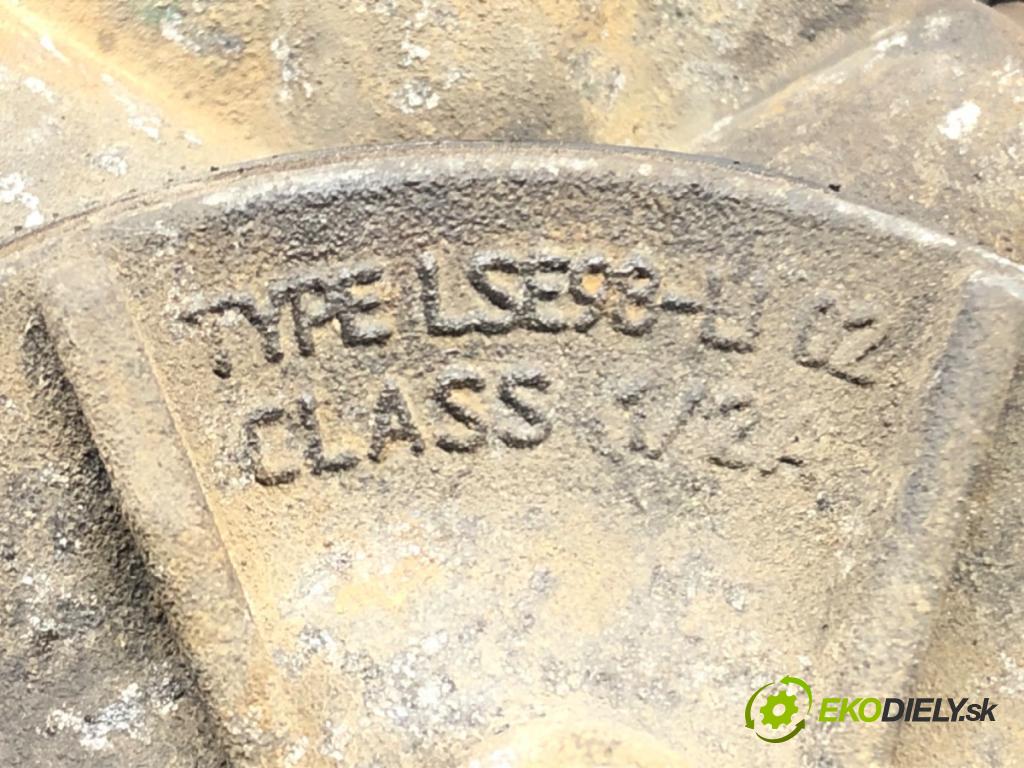 TYPE LSE93-U 02
CLASS
EKODIELY.sk